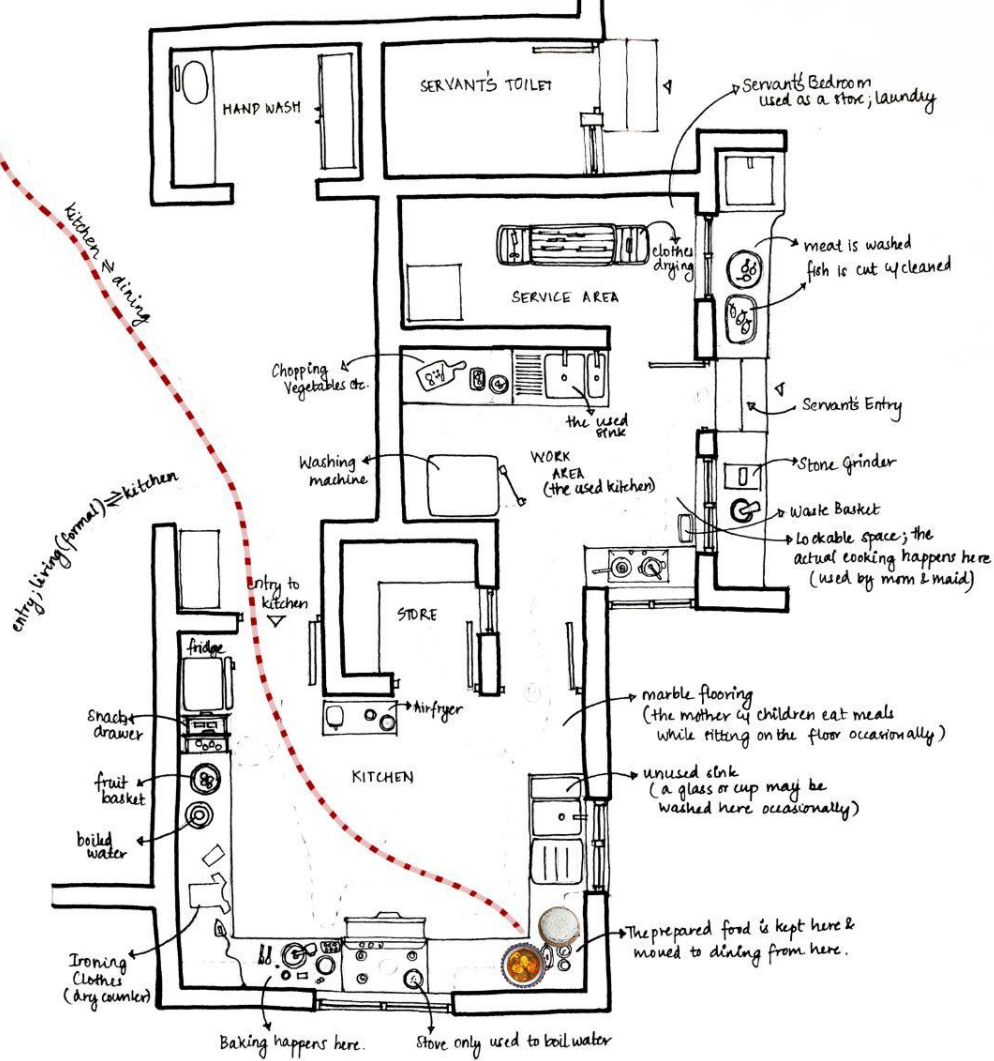 SERVANT'S TOILET
HAND WASH
Servant's Bedroom
used as a store; laundry
kitchen ⇌ dining
clothes
drying
SERVICE AREA
meat is washed
fish is cut & cleaned
Chopping
Vegetables etc.
the used
sink
Servant's Entry
Washing
machine
WORK
AREA
(the used kitchen)
Stone Grinder
Waste Basket
Lockable space; the
actual cooking happens here
(used by mom & maid)
entry; living (formal) ⇌ kitchen
entry to
kitchen
STORE
fridge
snack
drawer
Airfryer
marble flooring
(the mother & children eat meals
while sitting on the floor occasionally)
KITCHEN
fruit
basket
unused sink
(a glass or cup may be
washed here occasionally)
boiled
water
The prepared food is kept here &
moved to dining from here.
Ironing
Clothes
(dry counter)
Baking happens here.
Stove only used to boil water